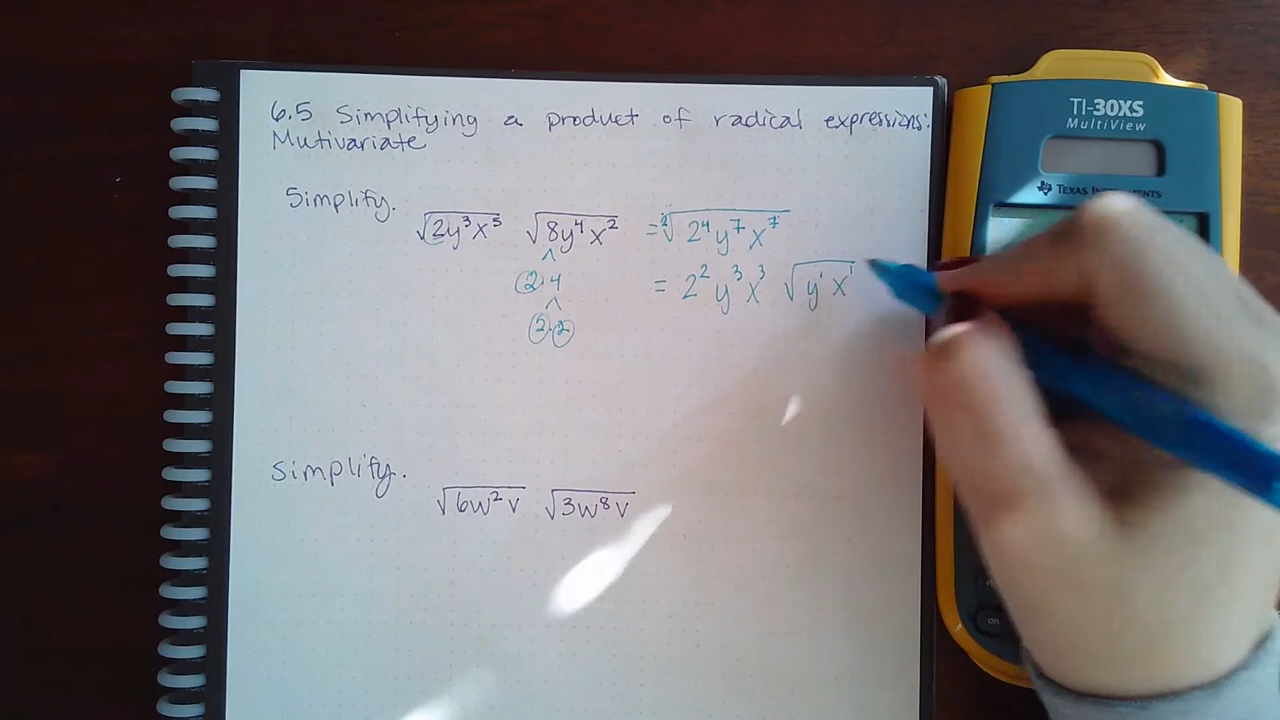 6.5 Simplifying a product of radical expressions:
Mutivariate
Simplify.
√2y³x⁵ √8y⁴x² = ²√2⁴y⁷x⁷
2·4
2·2
= 2²y³x³ √y¹x¹
Simplify.
√6w²v √3w⁸v
TI-30XS
MultiView
TEXAS INSTRUMENTS
on